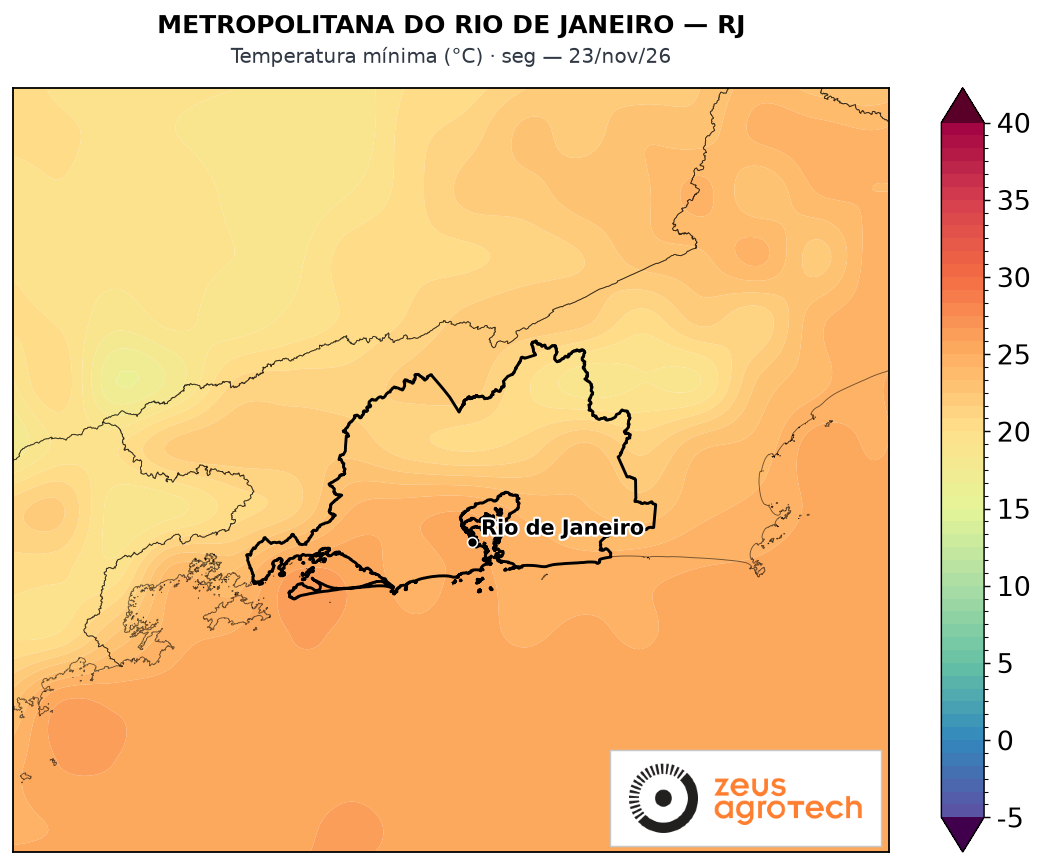 METROPOLITANA DO RIO DE JANEIRO — RJ
Temperatura mínima (°C) · seg — 23/nov/26
40
35
30
25
20
15
10
5
0
-5
Rio de Janeiro
zeus
agrotech